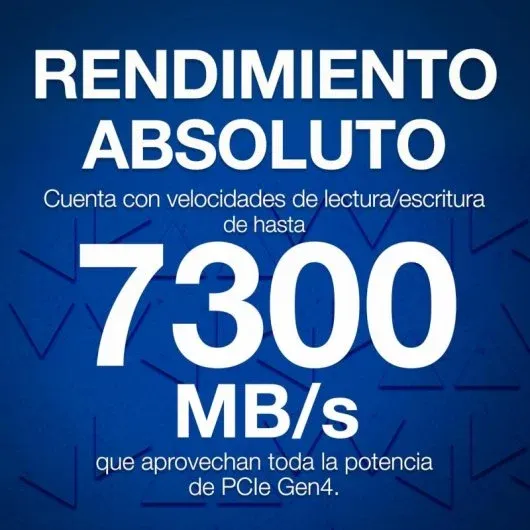 RENDIMIENTO
ABSOLUTO
Cuenta con velocidades de lectura/escritura
de hasta
7300
MB/s
que aprovechan toda la potencia
de PCIe Gen4.